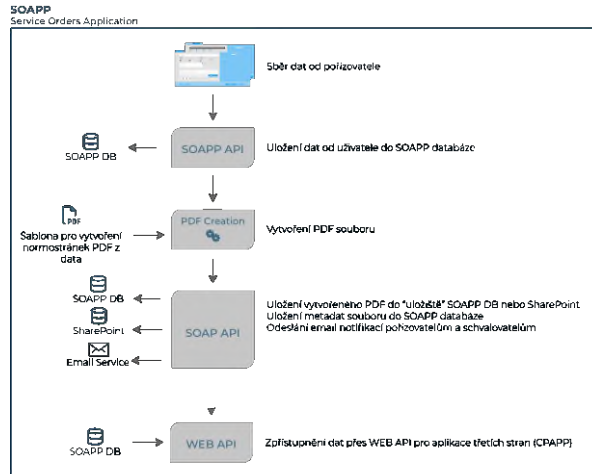 SOAPP
Service Orders Application
Sběr dat od pořizovatele
SOAPP DB
SOAPP API
Uložení dat od uživatele do SOAPP databáze
PDF
Šablona pro vytvoření
normostránek PDF z
data
PDF Creation
Vytvoření PDF souboru
SOAPP DB
SharePoint
Email Service
SOAP API
Uložení vytvořeného PDF do "uložiště" SOAPP DB nebo SharePoint
Uložení metadat souboru do SOAPP databáze
Odeslání email notifikací pořizovatelům a schvalovatelům
SOAPP DB
WEB API
Zpřístupnění dat přes WEB API pro aplikace třetích stran (CPAPP)